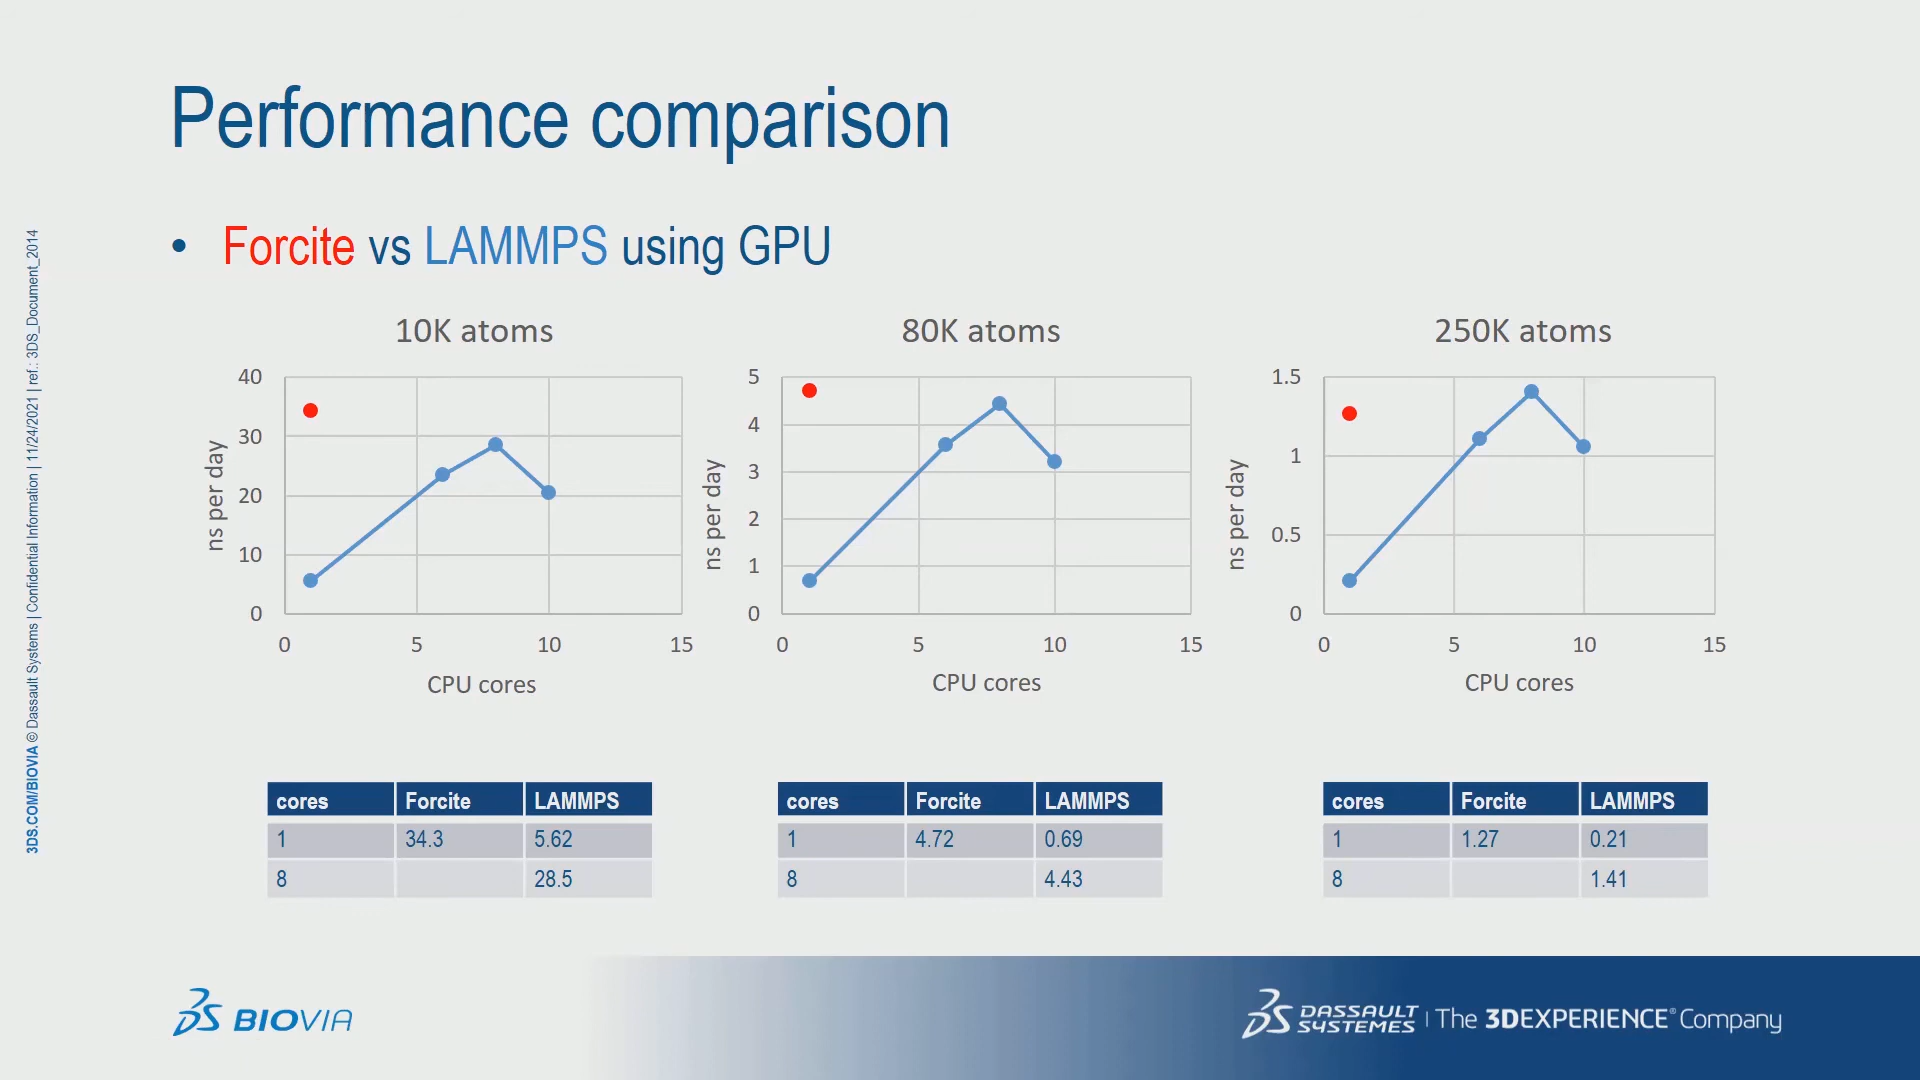 Performance comparison
• Forcite vs LAMMPS using GPU
10K atoms
40
30
20
10
0
ns per day
0 5 10 15
CPU cores
80K atoms
5
4
3
2
1
0
ns per day
0 5 10 15
CPU cores
250K atoms
1.5
1
0.5
0
ns per day
0 5 10 15
CPU cores
cores Forcite LAMMPS
1 34.3 5.62
8 28.5
cores Forcite LAMMPS
1 4.72 0.69
8 4.43
cores Forcite LAMMPS
1 1.27 0.21
8 1.41
3DS.COM/BIOVIA © Dassault Systems | Confidential Information | 11/24/2021 | ref.: 3DS_Document_2014
BIOVIA
DASSAULT
SYSTEMES | The 3DEXPERIENCE® Company